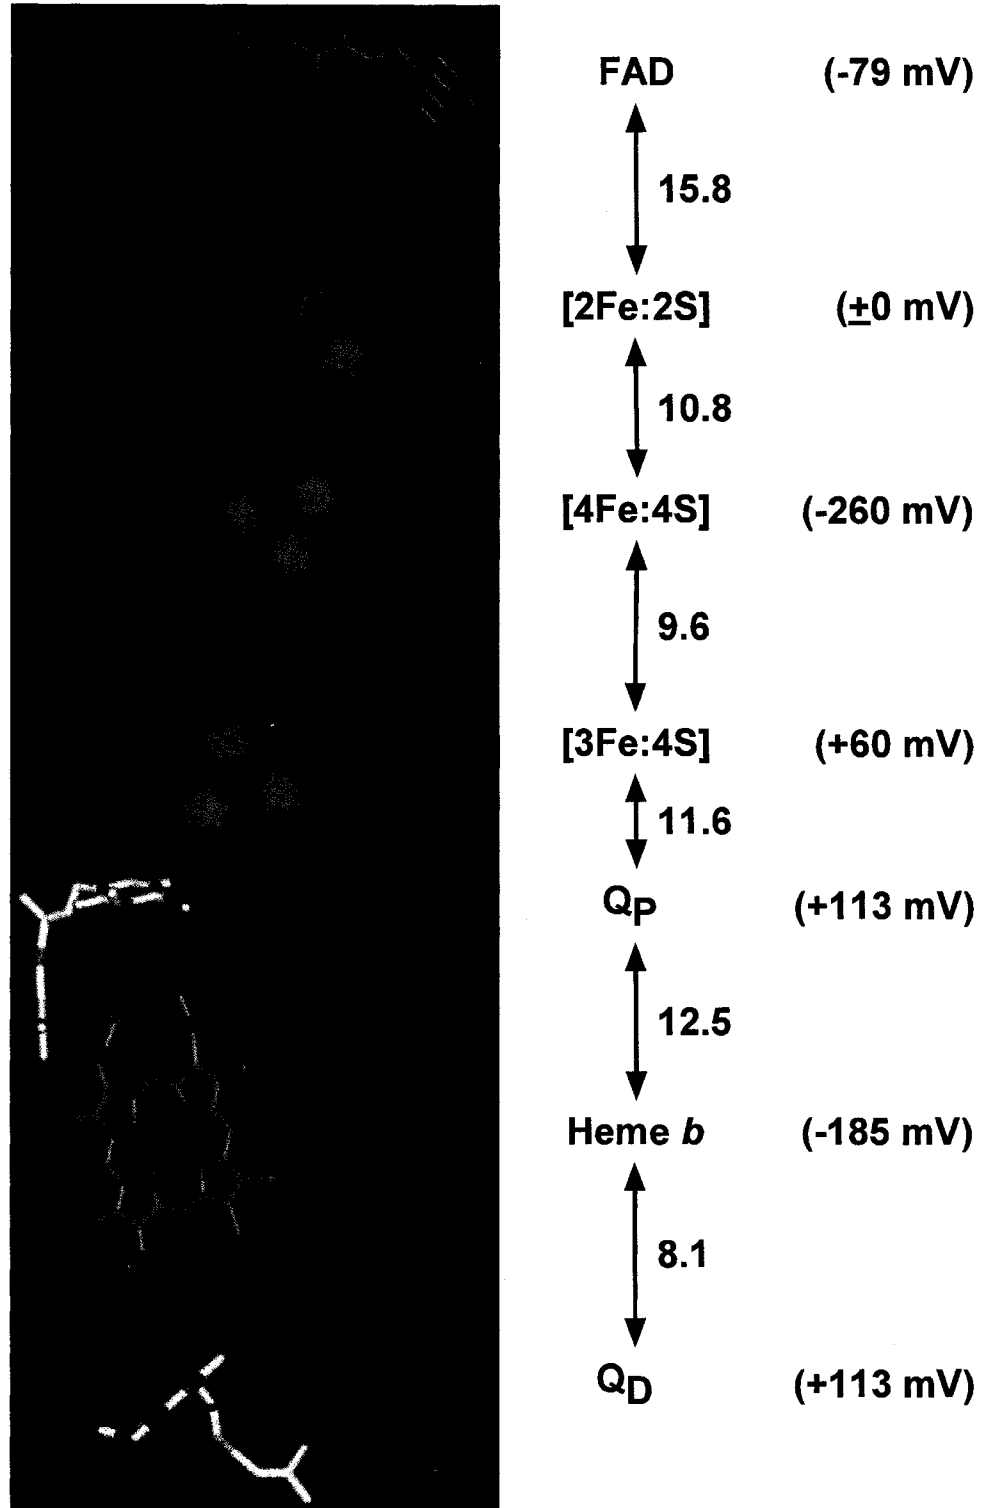 FAD (-79 mV)
15.8
[2Fe:2S] (±0 mV)
10.8
[4Fe:4S] (-260 mV)
9.6
[3Fe:4S] (+60 mV)
11.6
QP (+113 mV)
12.5
Heme b (-185 mV)
8.1
QD (+113 mV)